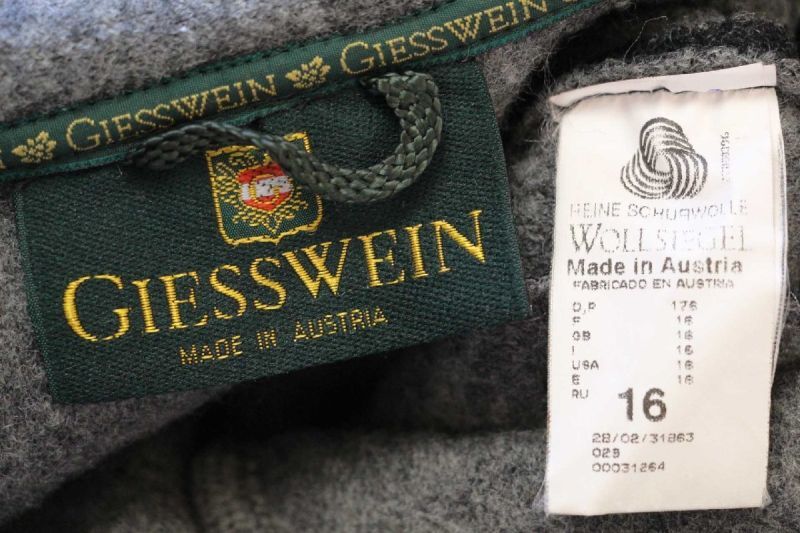 GIESSWEIN
GIESSWEIN
GIESSWEIN
GIESSWEIN
MADE IN AUSTRIA
REINE SCHURWOLLE
WOLLSIEGEL
Made in Austria
FABRICADO EN AUSTRIA
D,P 176
F 16
GB 16
I 16
USA 16
E 16
RU 16
28/02/31863
029
00031264